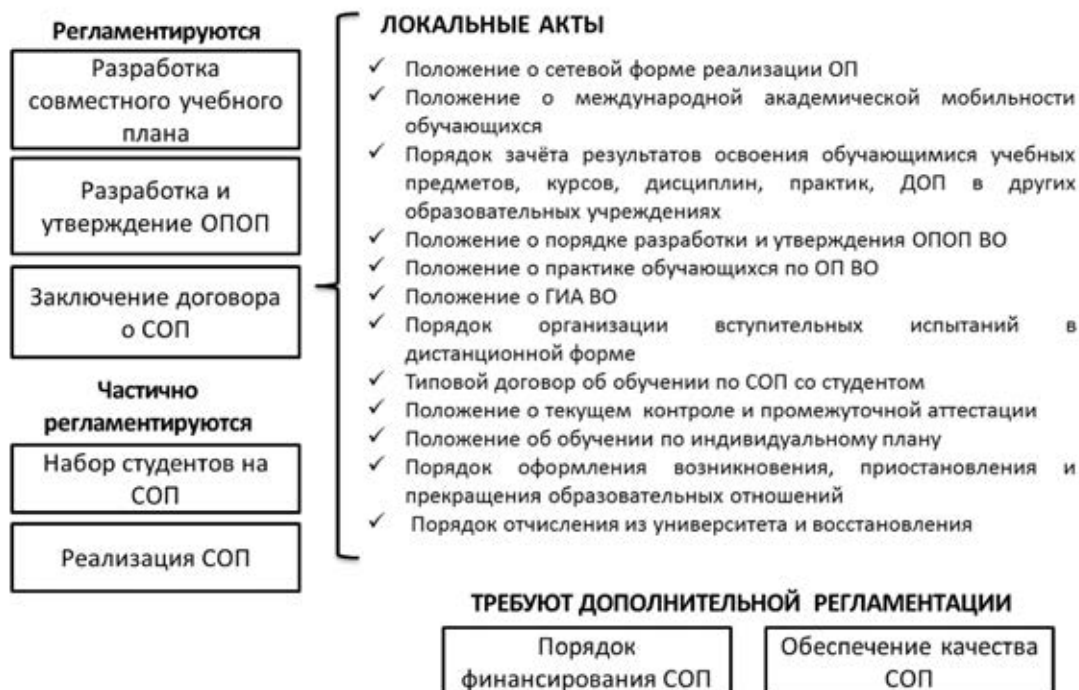 Регламентируются
Разработка
совместного учебного
плана
Разработка и
утверждение ОПОП
Заключение договора
о СОП
Частично
регламентируются
Набор студентов на
СОП
Реализация СОП
ЛОКАЛЬНЫЕ АКТЫ
✓ Положение о сетевой форме реализации ОП
✓ Положение о международной академической мобильности
обучающихся
✓ Порядок зачёта результатов освоения обучающимися учебных
предметов, курсов, дисциплин, практик, ДОП в других
образовательных учреждениях
✓ Положение о порядке разработки и утверждения ОПОП ВО
✓ Положение о практике обучающихся по ОП ВО
✓ Положение о ГИА ВО
✓ Порядок организации вступительных испытаний в
дистанционной форме
✓ Типовой договор об обучении по СОП со студентом
✓ Положение о текущем контроле и промежуточной аттестации
✓ Положение об обучении по индивидуальному плану
✓ Порядок оформления возникновения, приостановления и
прекращения образовательных отношений
✓ Порядок отчисления из университета и восстановления
ТРЕБУЮТ ДОПОЛНИТЕЛЬНОЙ РЕГЛАМЕНТАЦИИ
Порядок
финансирования СОП
Обеспечение качества
СОП